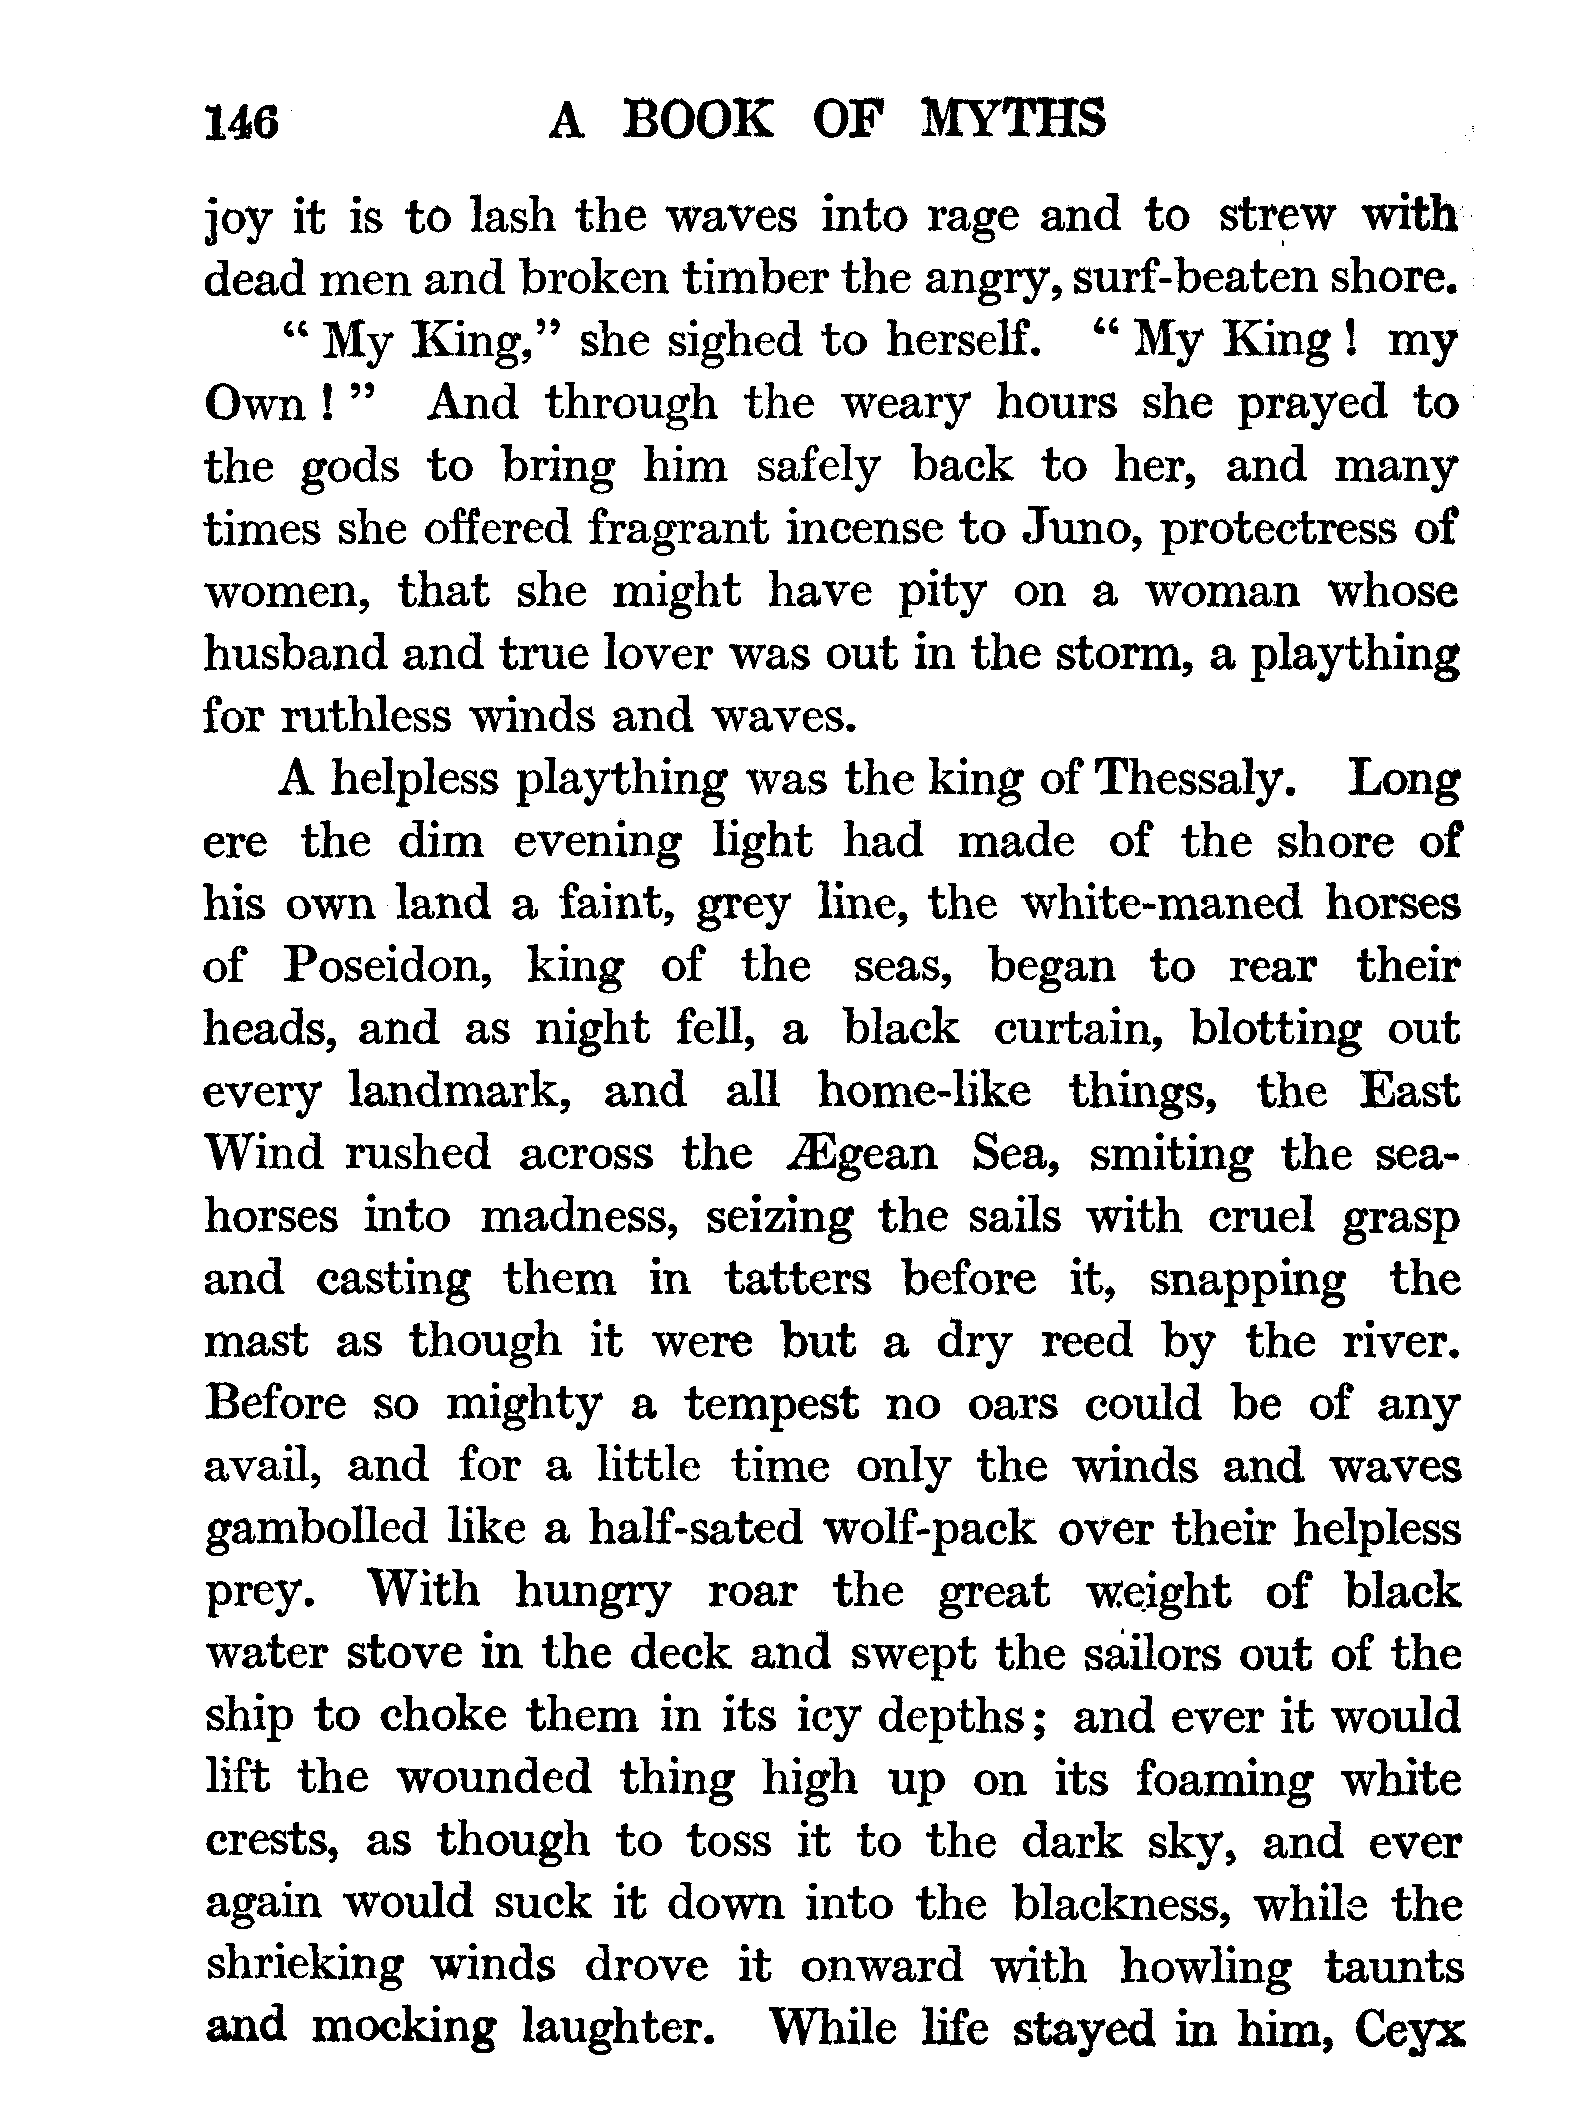 146 A BOOK OF MYTHS
joy it is to lash the waves into rage and to strew with
dead men and broken timber the angry, surf-beaten shore.
“ My King,” she sighed to herself. “ My King ! my
Own ! ” And through the weary hours she prayed to
the gods to bring him safely back to her, and many
times she offered fragrant incense to Juno, protectress of
women, that she might have pity on a woman whose
husband and true lover was out in the storm, a plaything
for ruthless winds and waves.
A helpless plaything was the king of Thessaly. Long
ere the dim evening light had made of the shore of
his own land a faint, grey line, the white-maned horses
of Poseidon, king of the seas, began to rear their
heads, and as night fell, a black curtain, blotting out
every landmark, and all home-like things, the East
Wind rushed across the Ægean Sea, smiting the sea-
horses into madness, seizing the sails with cruel grasp
and casting them in tatters before it, snapping the
mast as though it were but a dry reed by the river.
Before so mighty a tempest no oars could be of any
avail, and for a little time only the winds and waves
gambolled like a half-sated wolf-pack over their helpless
prey. With hungry roar the great weight of black
water stove in the deck and swept the sailors out of the
ship to choke them in its icy depths ; and ever it would
lift the wounded thing high up on its foaming white
crests, as though to toss it to the dark sky, and ever
again would suck it down into the blackness, while the
shrieking winds drove it onward with howling taunts
and mocking laughter. While life stayed in him, Ceyx